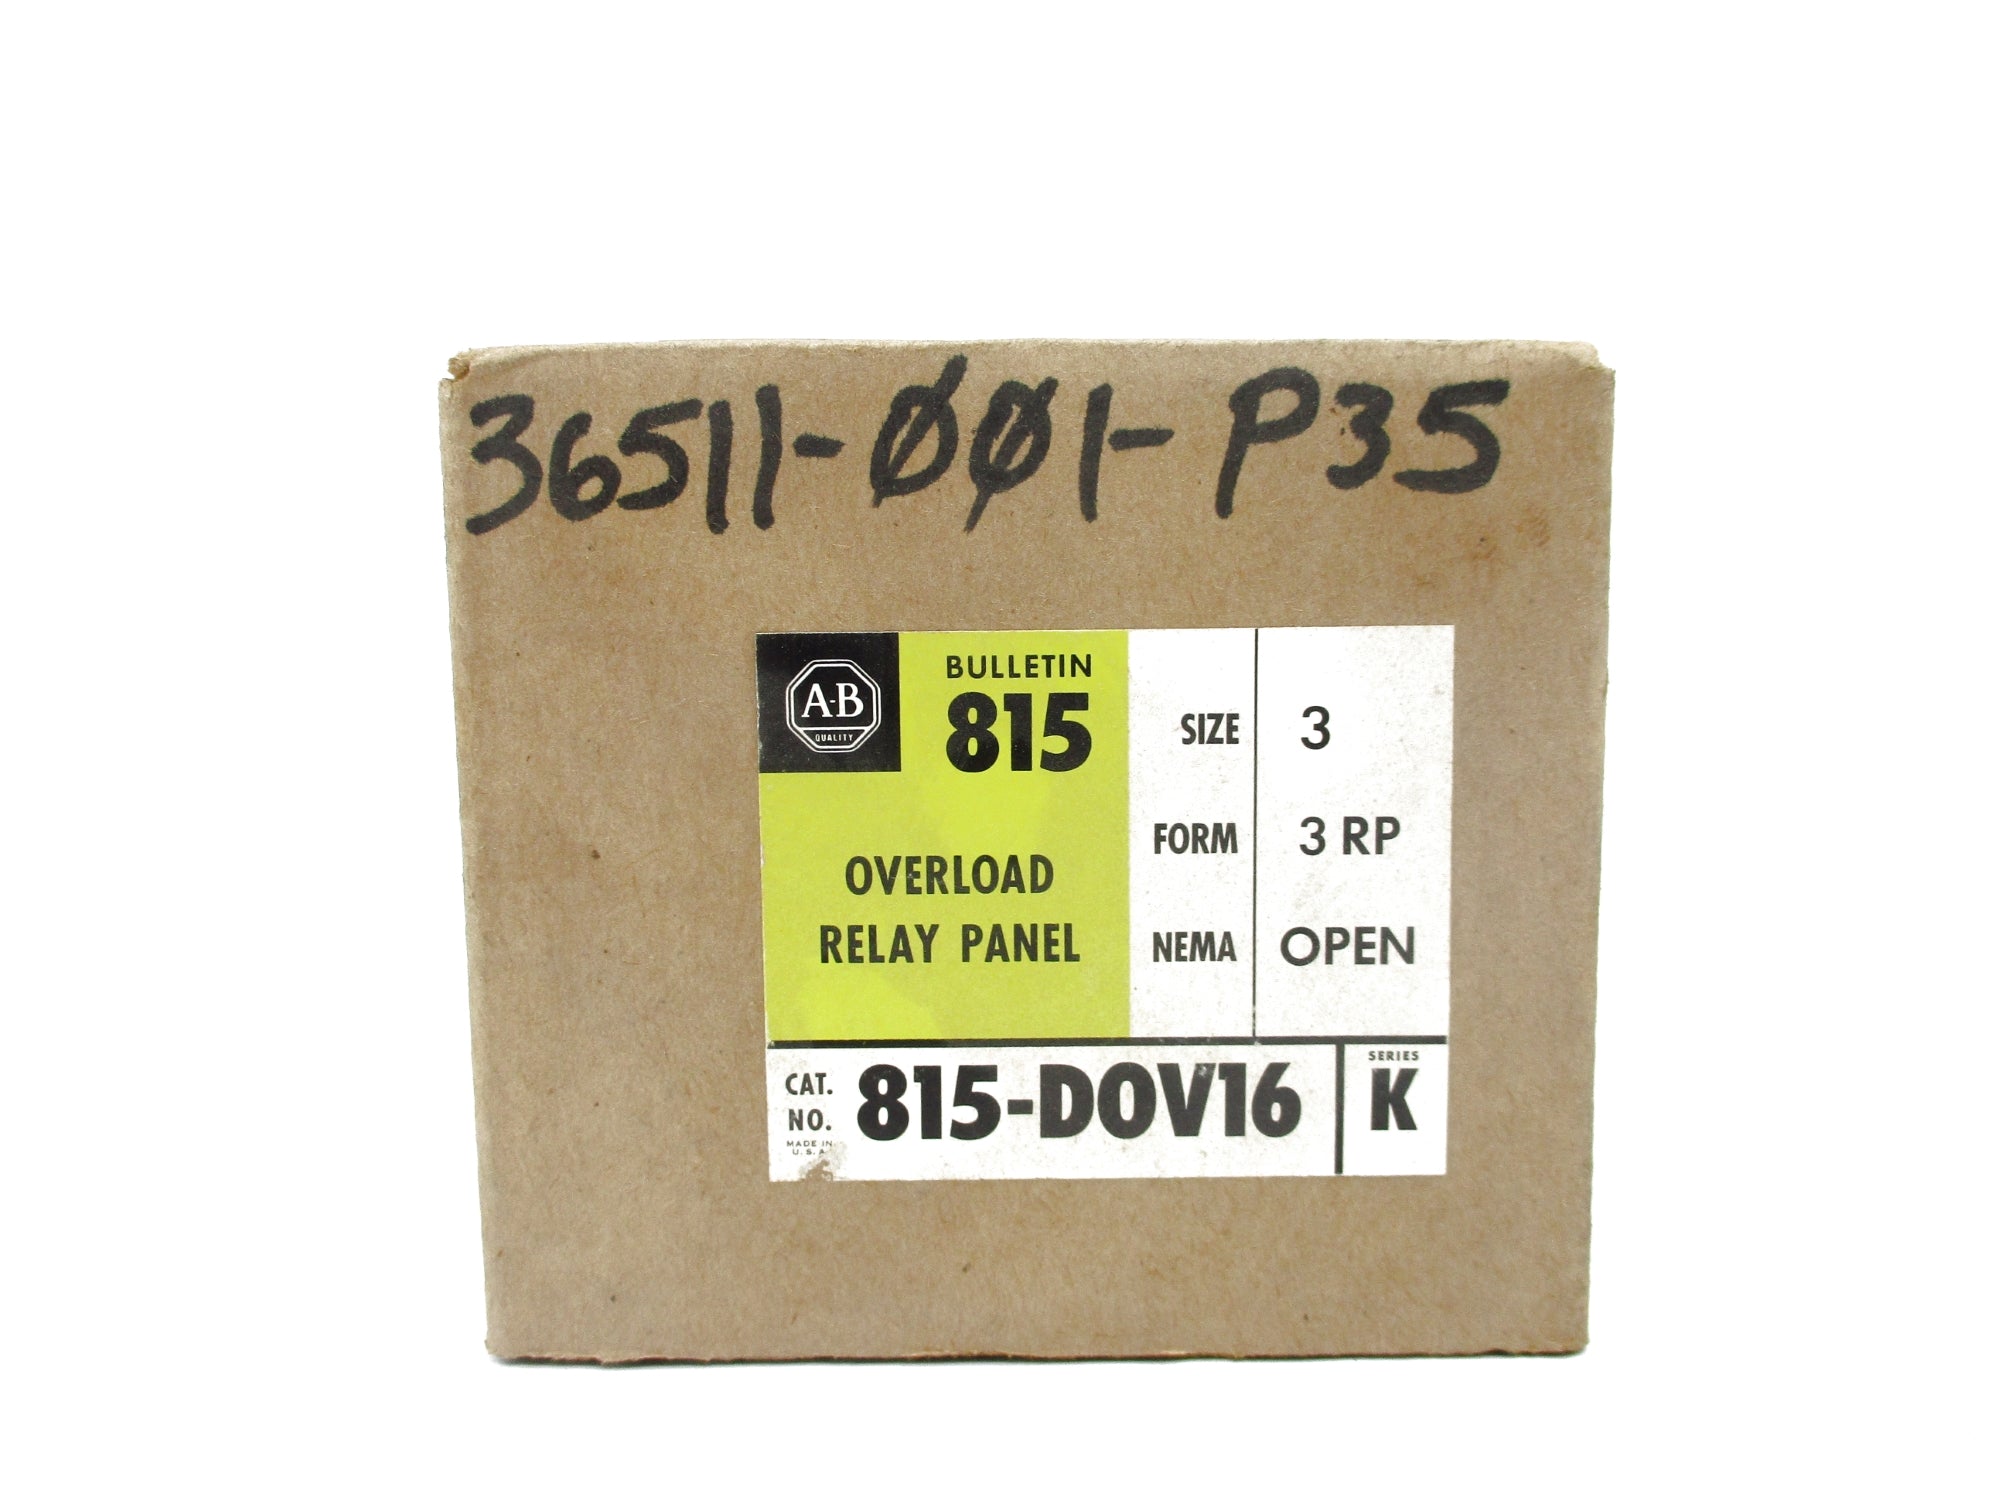 36511-001-P35
A-B
QUALITY
BULLETIN
815
OVERLOAD
RELAY PANEL
SIZE 3
FORM 3 RP
NEMA OPEN
CAT. NO. 815-DOV16
MADE IN U.S.A.
SERIES
K